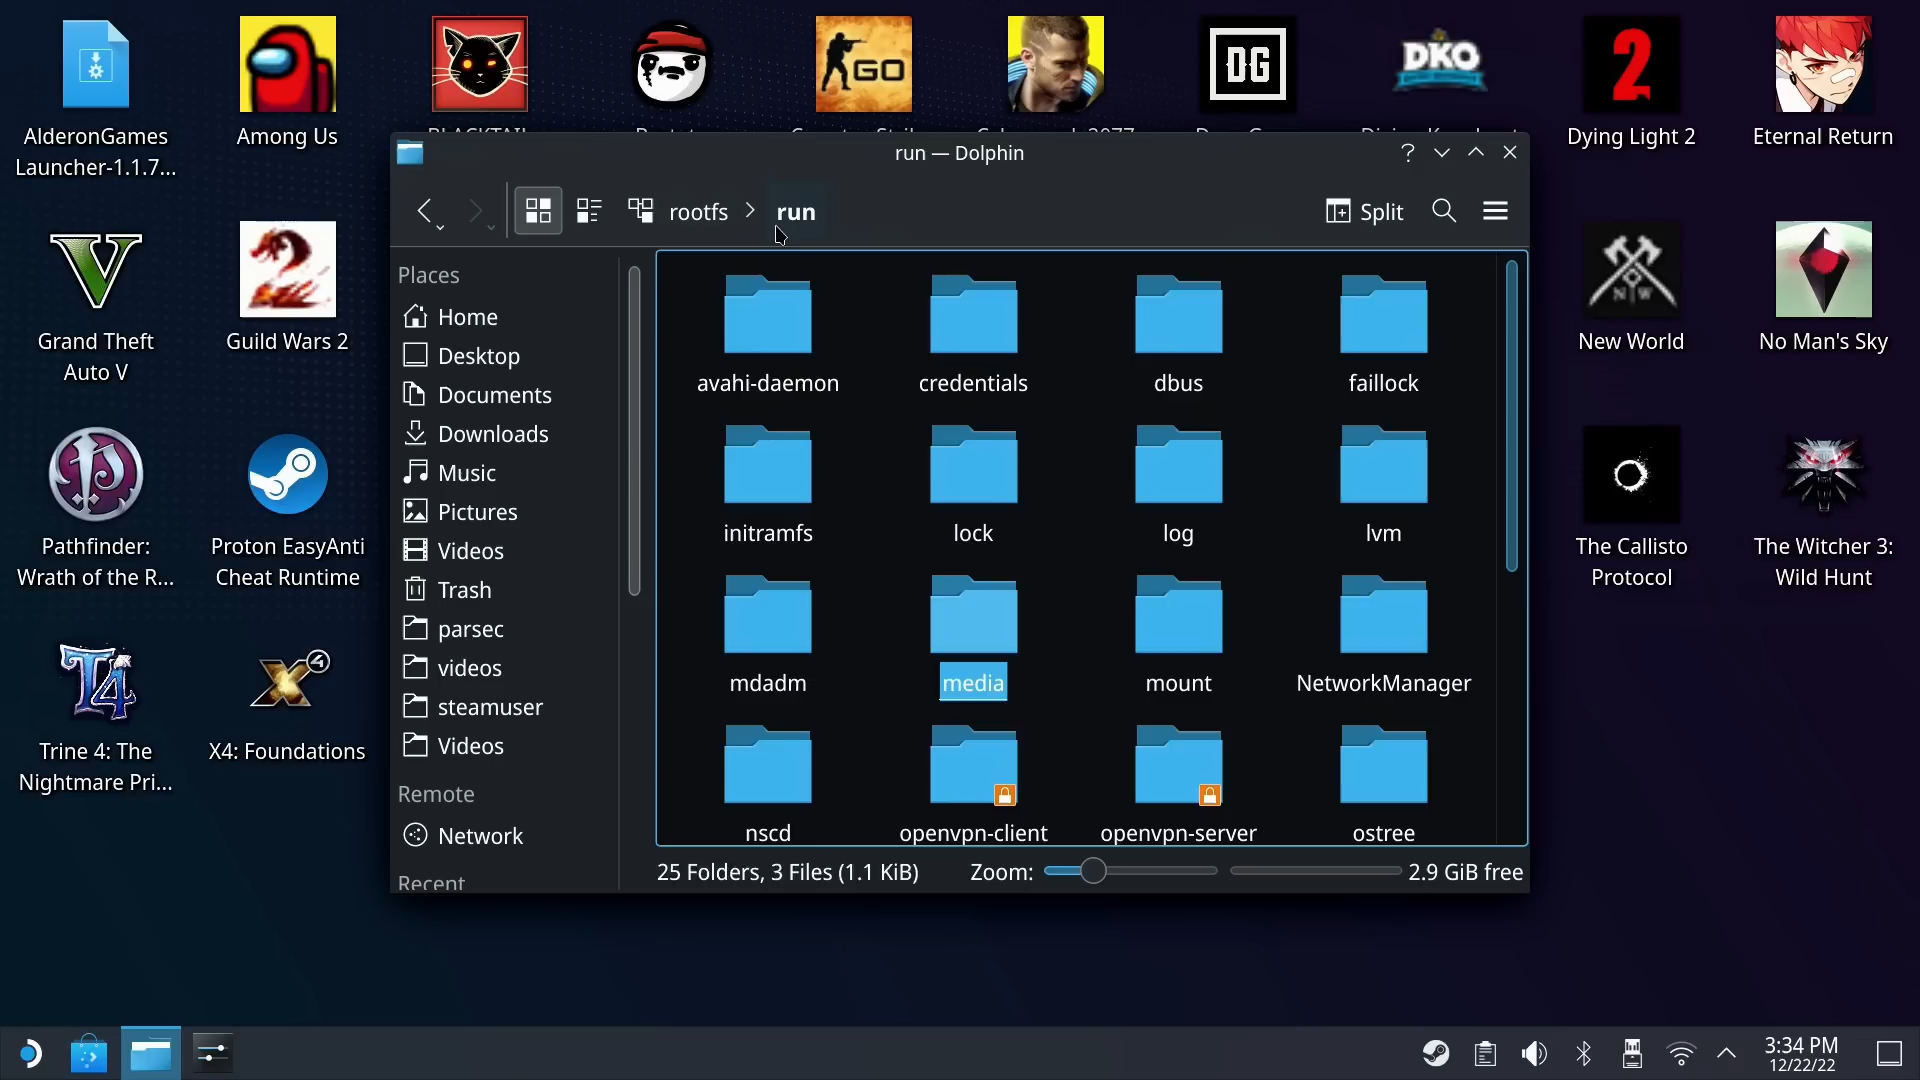 AlderonGames
Launcher-1.1.7...
Among Us
GO
DG
DKO
2
Dying Light 2
Eternal Return
run — Dolphin
rootfs
run
Split
Places
Home
Desktop
Documents
Downloads
Music
Pictures
Videos
Trash
parsec
videos
steamuser
Videos
Remote
Network
Recent
avahi-daemon
credentials
dbus
faillock
initramfs
lock
log
lvm
mdadm
media
mount
NetworkManager
nscd
openvpn-client
openvpn-server
ostree
25 Folders, 3 Files (1.1 KiB)
Zoom:
2.9 GiB free
V
Grand Theft
Auto V
2
Guild Wars 2
N W
New World
No Man's Sky
P
Pathfinder:
Wrath of the R...
Proton EasyAnti
Cheat Runtime
The Callisto
Protocol
The Witcher 3:
Wild Hunt
T4
Trine 4: The
Nightmare Pri...
X4
X4: Foundations
3:34 PM
12/22/22